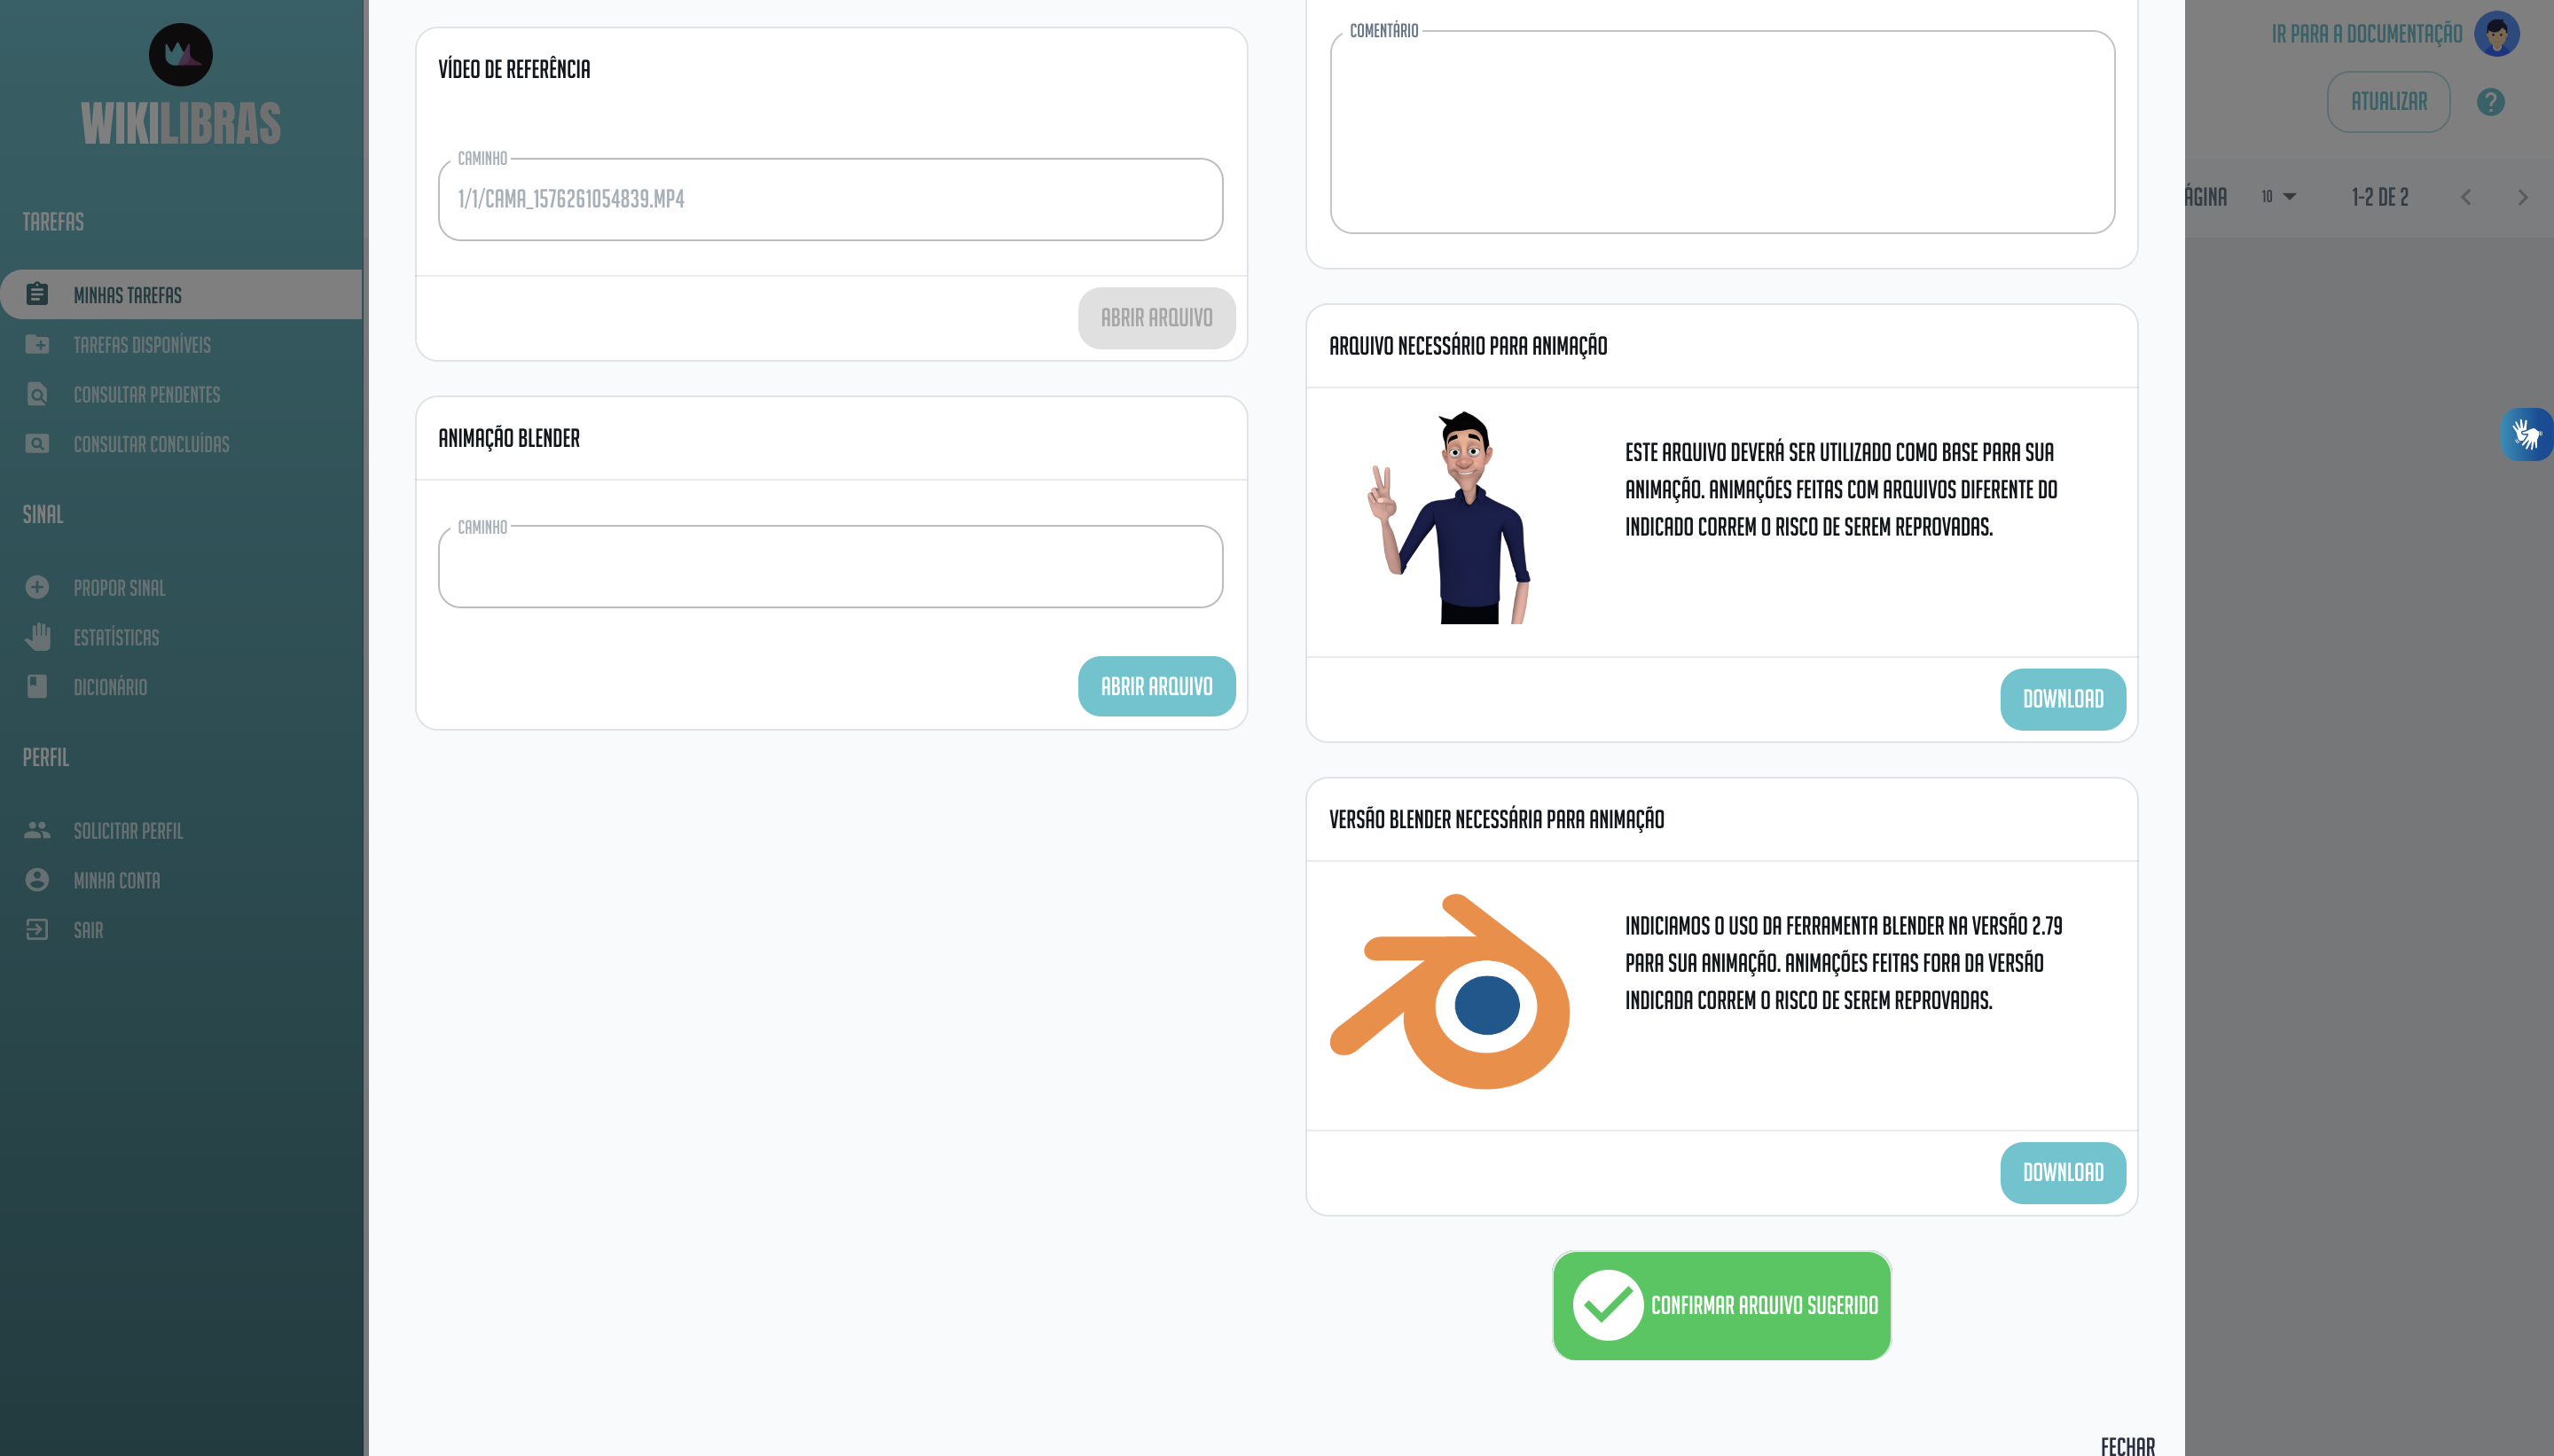 WIKILIBRAS
TAREFAS
MINHAS TAREFAS
TAREFAS DISPONÍVEIS
CONSULTAR PENDENTES
CONSULTAR CONCLUÍDAS
SINAL
PROPOR SINAL
ESTATÍSTICAS
DICIONÁRIO
PERFIL
SOLICITAR PERFIL
MINHA CONTA
SAIR
VÍDEO DE REFERÊNCIA
CAMINHO
1/1/CAMA_1576261054839.MP4
ABRIR ARQUIVO
ANIMAÇÃO BLENDER
CAMINHO
ABRIR ARQUIVO
COMENTÁRIO
ARQUIVO NECESSÁRIO PARA ANIMAÇÃO
ESTE ARQUIVO DEVERÁ SER UTILIZADO COMO BASE PARA SUA
ANIMAÇÃO. ANIMAÇÕES FEITAS COM ARQUIVOS DIFERENTE DO
INDICADO CORREM O RISCO DE SEREM REPROVADAS.
DOWNLOAD
VERSÃO BLENDER NECESSÁRIA PARA ANIMAÇÃO
INDICIAMOS O USO DA FERRAMENTA BLENDER NA VERSÃO 2.79
PARA SUA ANIMAÇÃO. ANIMAÇÕES FEITAS FORA DA VERSÃO
INDICADA CORREM O RISCO DE SEREM REPROVADAS.
DOWNLOAD
CONFIRMAR ARQUIVO SUGERIDO
FECHAR
IR PARA A DOCUMENTAÇÃO
ATUALIZAR
?
ÁGINA 10 1-2 DE 2